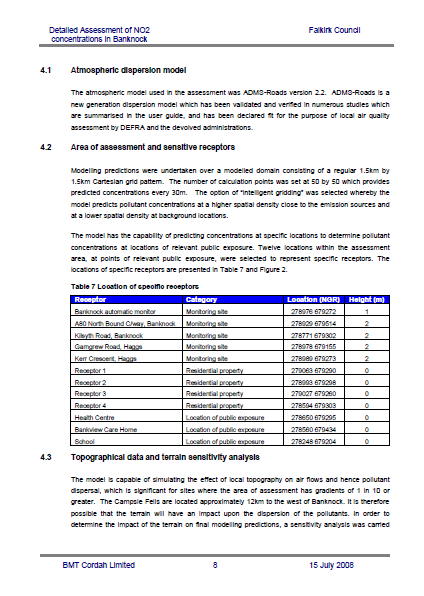 Detailed Assessment of NO2 Falkirk Council
concentrations in Banknock
4.1 Atmospheric dispersion model
The atmospheric model used in the assessment was ADMS-Roads version 2.2. ADMS-Roads is a
new generation dispersion model which has been validated and verified in numerous studies which
are summarised in the user guide, and has been declared fit for the purpose of local air quality
assessment by DEFRA and the devolved administrations.
4.2 Area of assessment and sensitive receptors
Modelling predictions were undertaken over a modelled domain consisting of a regular 1.5km by
1.5km Cartesian grid pattern. The number of calculation points was set at 50 by 50 which provides
predicted concentrations every 30m. The option of "intelligent gridding" was selected whereby the
model predicts pollutant concentrations at a higher spatial density close to the emission sources and
at a lower spatial density at background locations.
The model has the capability of predicting concentrations at specific locations to determine pollutant
concentrations at locations of relevant public exposure. Twelve locations within the assessment
area, at points of relevant public exposure, were selected to represent specific receptors. The
locations of specific receptors are presented in Table 7 and Figure 2.
Table 7 Location of specific receptors
Receptor Category Location (NGR) Height (m)
Banknock automatic monitor Monitoring site 278976 679272 1
A80 North Bound C/way, Banknock Monitoring site 278929 679514 2
Kilsyth Road, Banknock Monitoring site 278771 679302 2
Garngrew Road, Haggs Monitoring site 278978 679155 2
Kerr Crescent, Haggs Monitoring site 278989 679273 2
Receptor 1 Residential property 279063 679290 0
Receptor 2 Residential property 278993 679298 0
Receptor 3 Residential property 279027 679260 0
Receptor 4 Residential property 278594 679303 0
Health Centre Location of public exposure 278650 679295 0
Bankview Care Home Location of public exposure 278560 679434 0
School Location of public exposure 278248 679204 0
4.3 Topographical data and terrain sensitivity analysis
The model is capable of simulating the effect of local topography on air flows and hence pollutant
dispersal, which is significant for sites where the area of assessment has gradients of 1 in 10 or
greater. The Campsie Fells are located approximately 12km to the west of Banknock. It is therefore
possible that the terrain will have an impact upon the dispersion of the pollutants. In order to
determine the impact of the terrain on final modelling predictions, a sensitivity analysis was carried
BMT Cordah Limited 8 15 July 2008